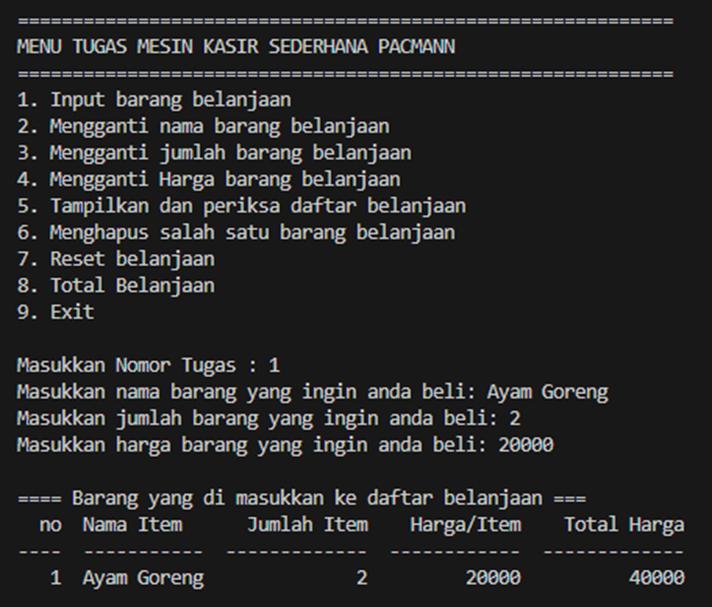 ============================================================
MENU TUGAS MESIN KASIR SEDERHANA PACMANN
============================================================
1. Input barang belanjaan
2. Mengganti nama barang belanjaan
3. Mengganti jumlah barang belanjaan
4. Mengganti Harga barang belanjaan
5. Tampilkan dan periksa daftar belanjaan
6. Menghapus salah satu barang belanjaan
7. Reset belanjaan
8. Total Belanjaan
9. Exit

Masukkan Nomor Tugas : 1
Masukkan nama barang yang ingin anda beli: Ayam Goreng
Masukkan jumlah barang yang ingin anda beli: 2
Masukkan harga barang yang ingin anda beli: 20000

==== Barang yang di masukkan ke daftar belanjaan ===
  no  Nama Item      Jumlah Item    Harga/Item    Total Harga
----  -----------  -------------  ------------  -------------
   1  Ayam Goreng              2         20000          40000